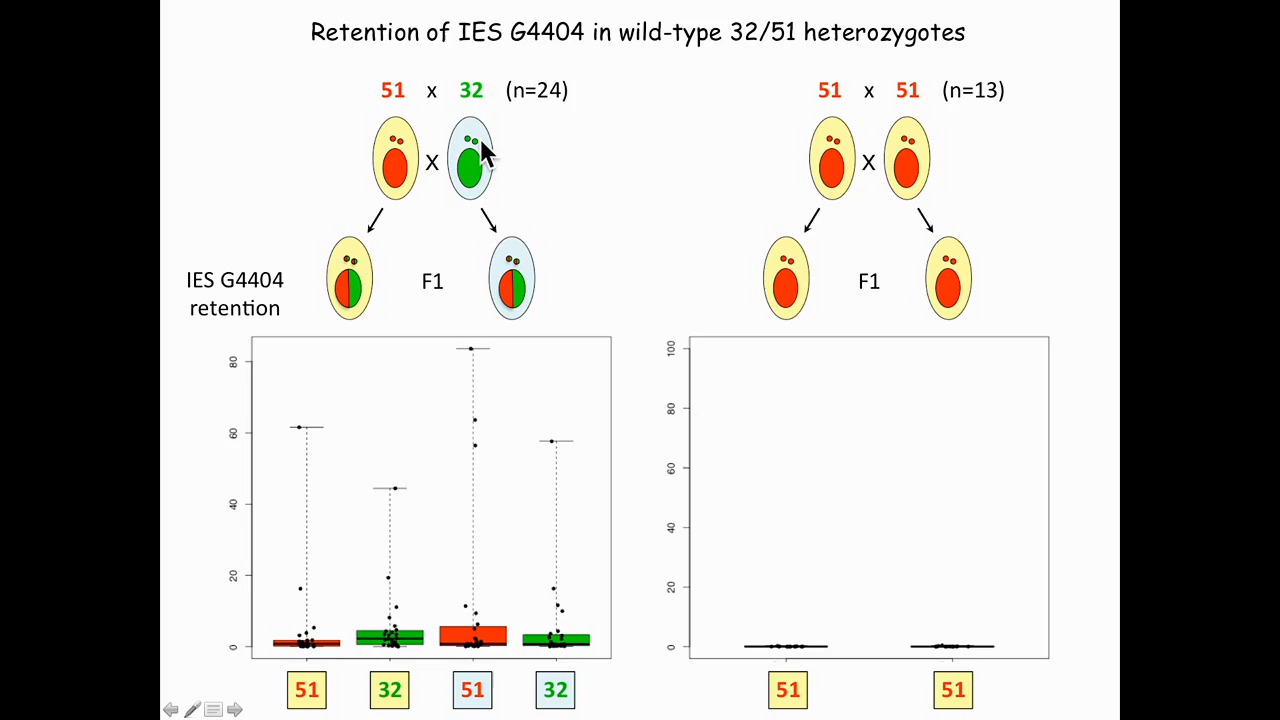 Retention of IES G4404 in wild-type 32/51 heterozygotes
51 x 32 (n=24)
51 x 51 (n=13)
X
X
IES G4404
retention
F1
F1
80
60
40
20
0
100
80
60
40
20
0
51
32
51
32
51
51